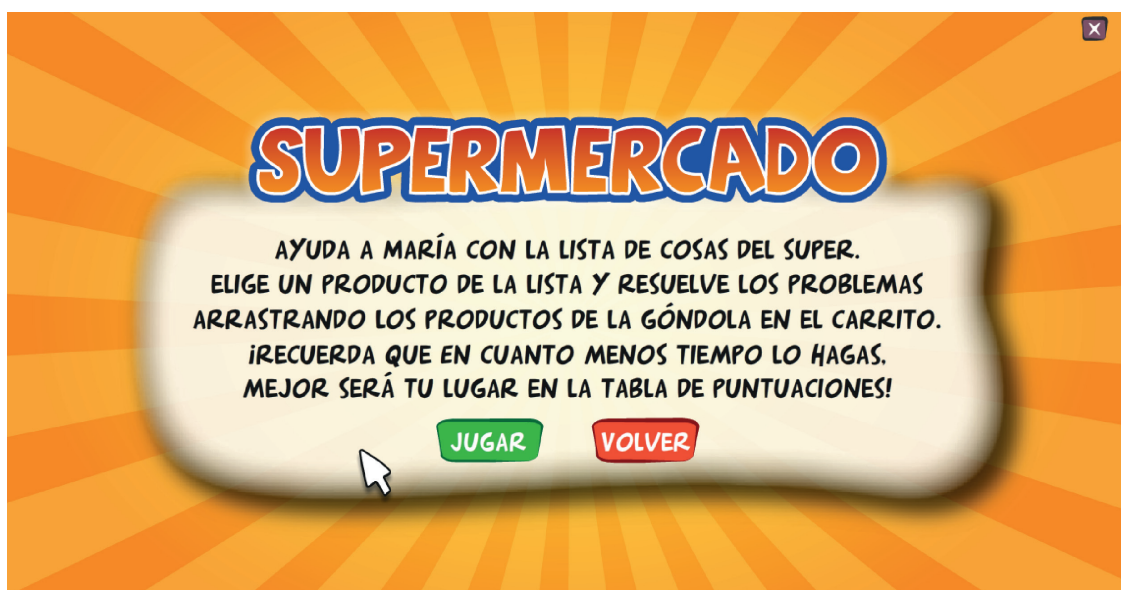 SUPERMERCADO
AYUDA A MARÍA CON LA LISTA DE COSAS DEL SUPER.
ELIGE UN PRODUCTO DE LA LISTA Y RESUELVE LOS PROBLEMAS
ARRASTRANDO LOS PRODUCTOS DE LA GÓNDOLA EN EL CARRITO.
¡RECUERDA QUE EN CUANTO MENOS TIEMPO LO HAGAS,
MEJOR SERÁ TU LUGAR EN LA TABLA DE PUNTUACIONES!
JUGAR VOLVER